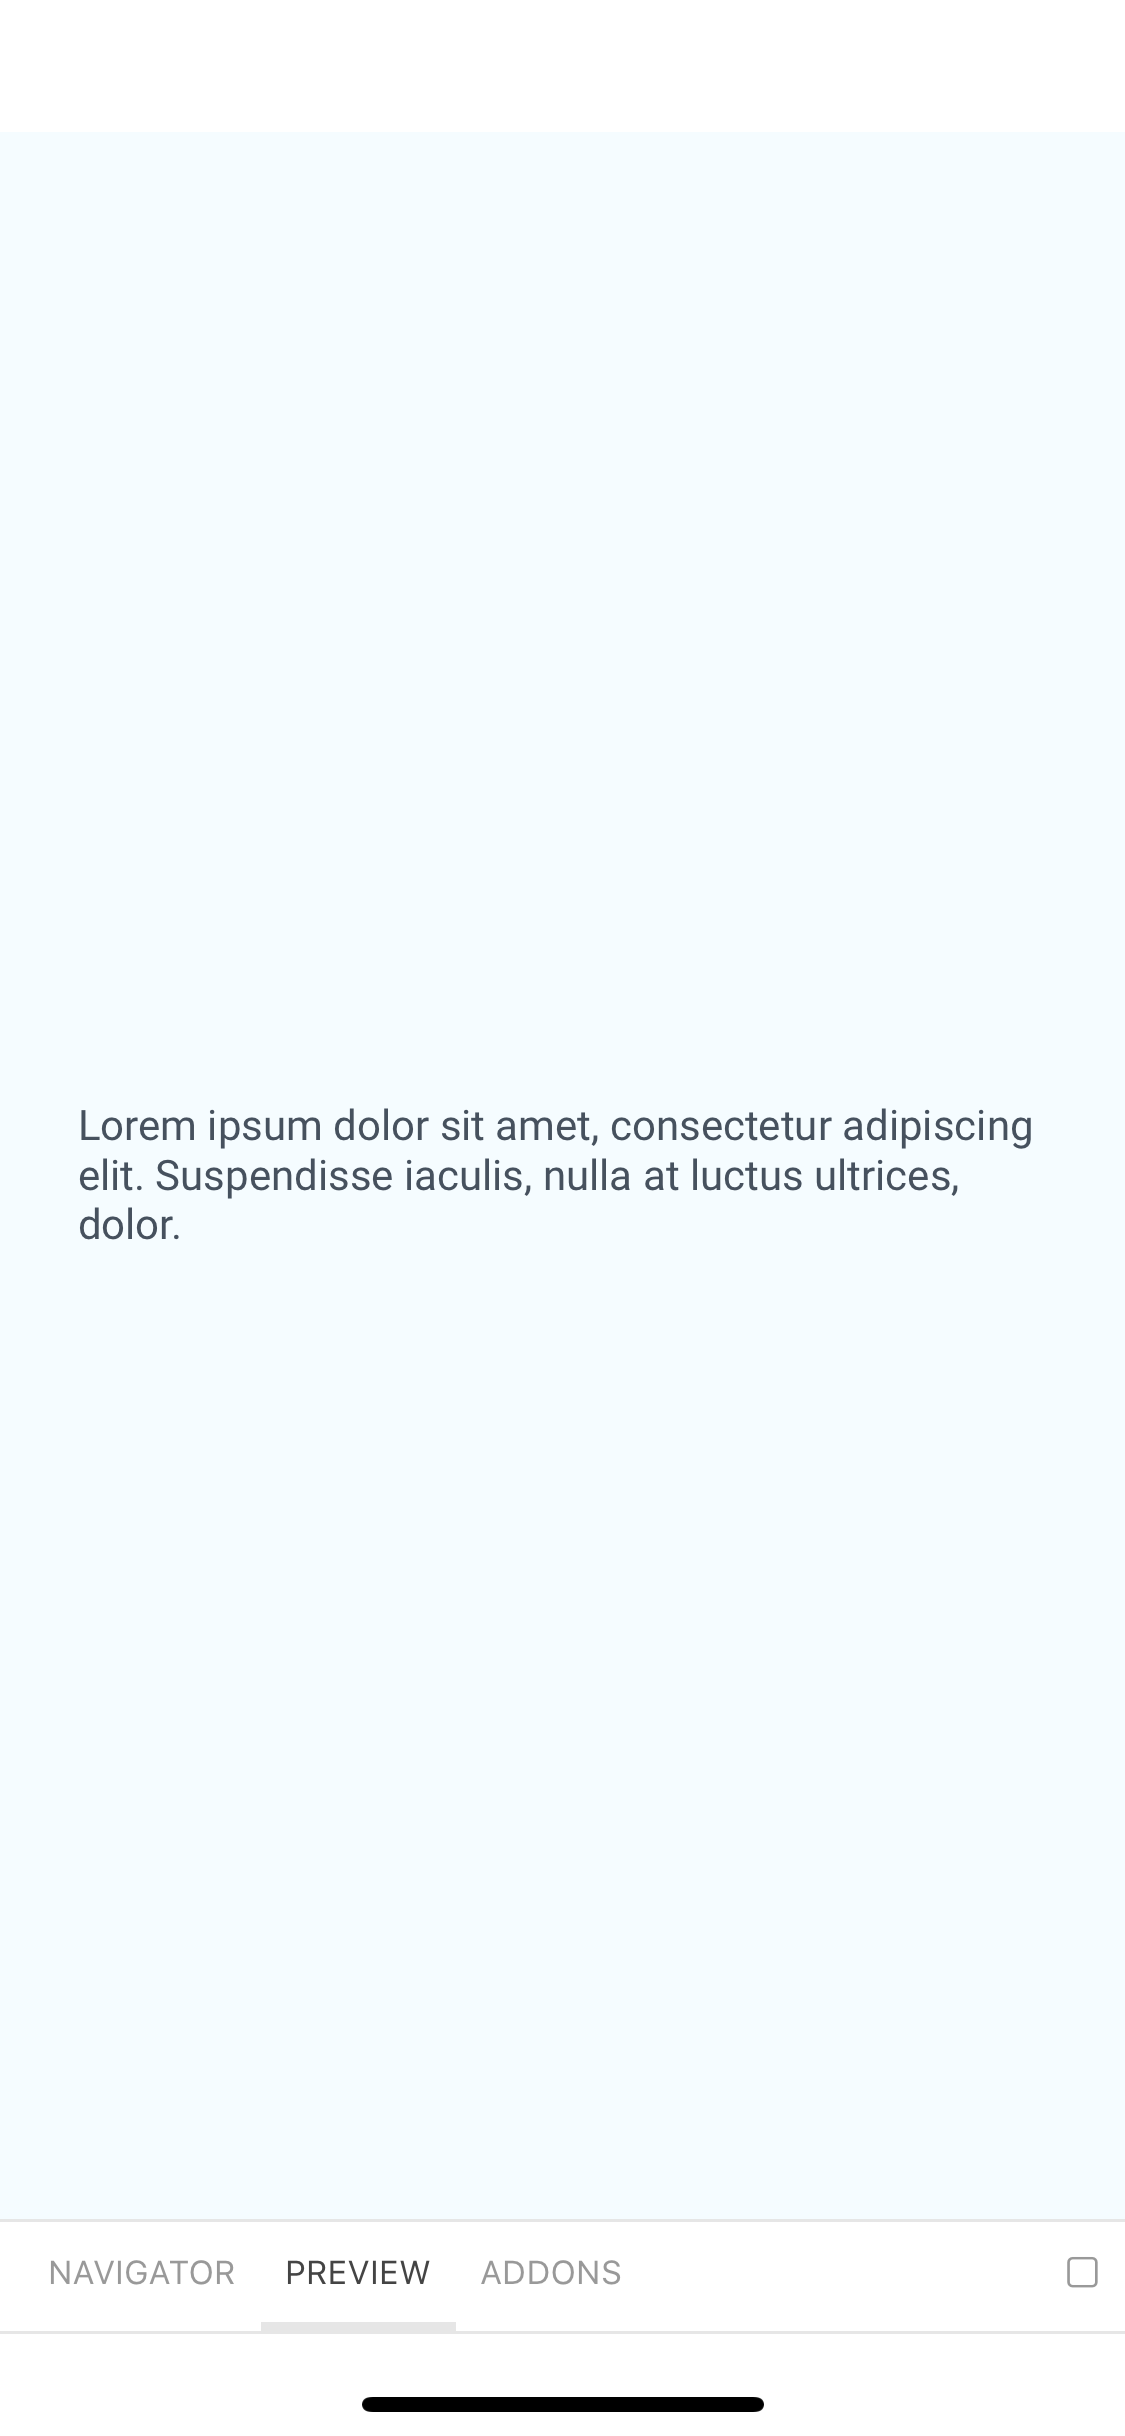 Lorem ipsum dolor sit amet, consectetur adipiscing
elit. Suspendisse iaculis, nulla at luctus ultrices,
dolor.
NAVIGATOR PREVIEW ADDONS